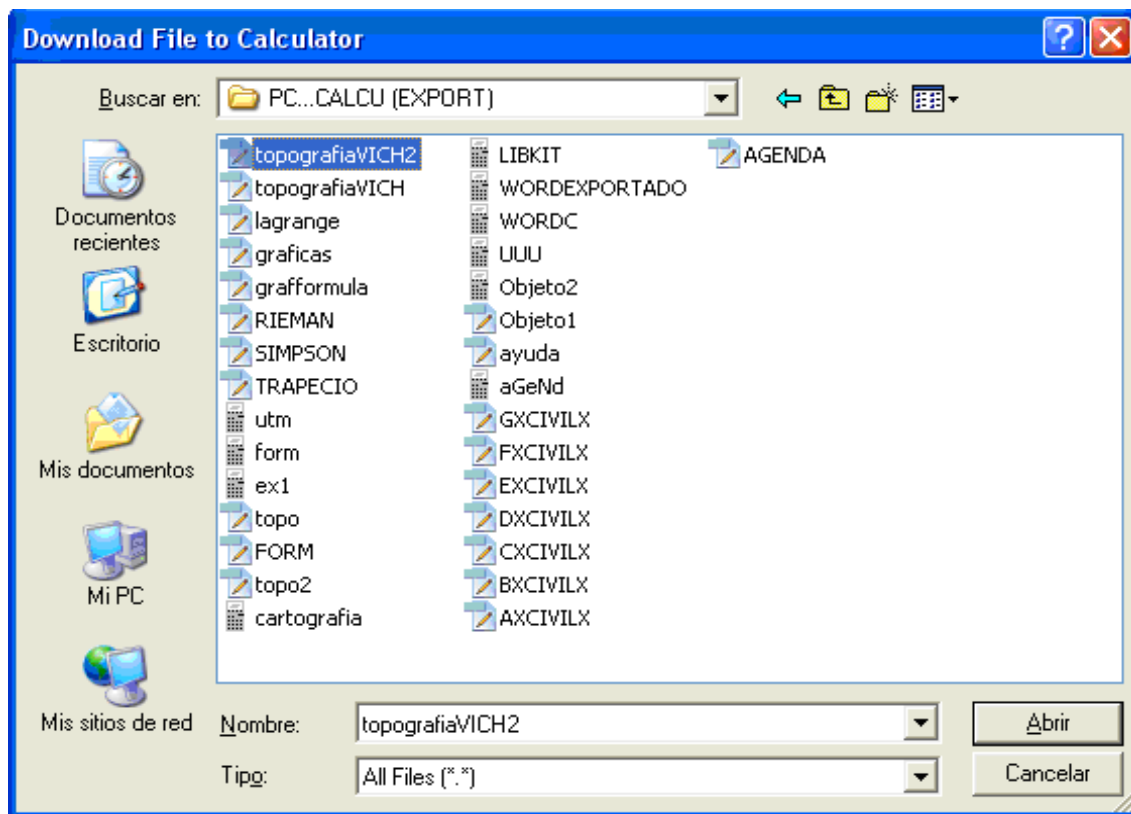 Download File to Calculator
Buscar en:
PC...CALCU (EXPORT)
Documentos
recientes
Escritorio
Mis documentos
Mi PC
Mis sitios de red
topografiaVICH2
topografiaVICH
lagrange
graficas
grafformula
RIEMAN
SIMPSON
TRAPECIO
utm
form
ex1
topo
FORM
topo2
cartografia
LIBKIT
WORDEXPORTADO
WORDC
UUU
Objeto2
Objeto1
ayuda
aGeNd
GXCIVILX
FXCIVILX
EXCIVILX
DXCIVILX
CXCIVILX
BXCIVILX
AXCIVILX
AGENDA
Nombre:
topografiaVICH2
Abrir
Tipo:
All Files (*.*)
Cancelar